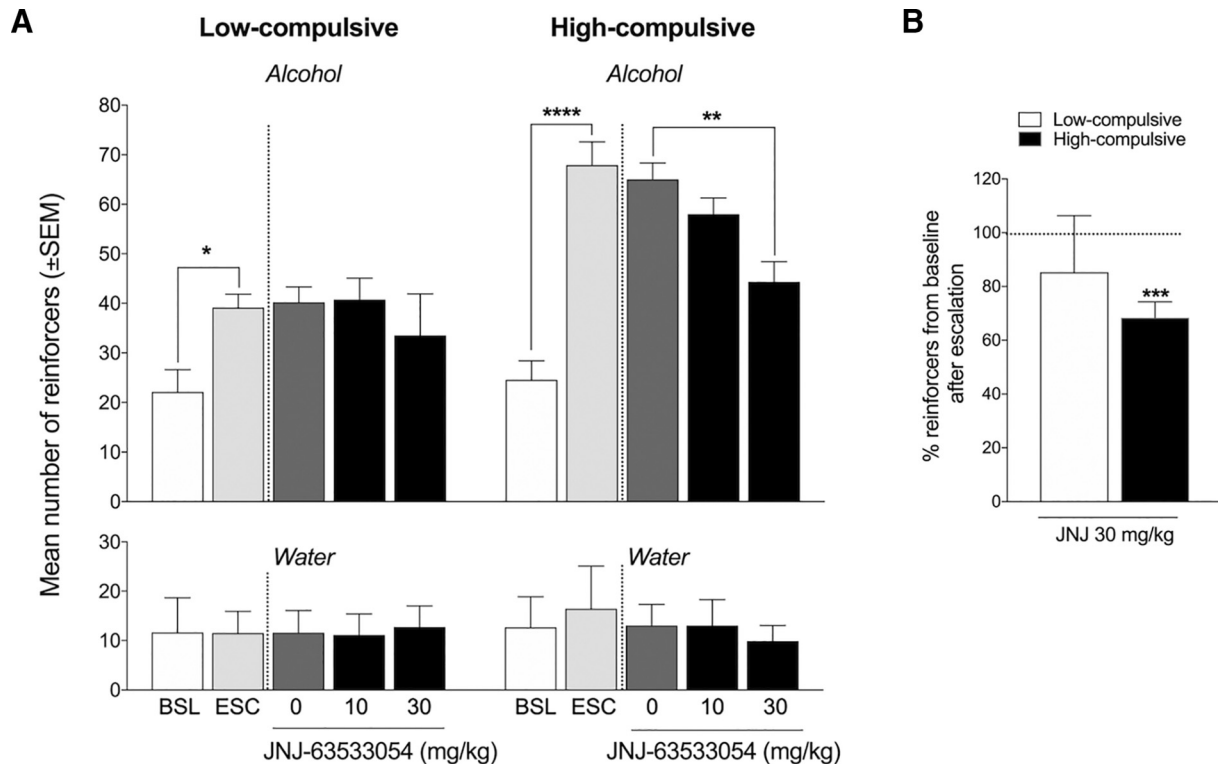 A
B
Low-compulsive
High-compulsive
Alcohol
Alcohol
Mean number of reinforcers (±SEM)
80
70
60
50
40
30
20
10
0
*
****
**
30
20
10
0
Water
Water
BSL ESC 0 10 30
BSL ESC 0 10 30
JNJ-63533054 (mg/kg)
JNJ-63533054 (mg/kg)
Low-compulsive
High-compulsive
% reinforcers from baseline
after escalation
120
100
80
60
40
20
0
***
JNJ 30 mg/kg